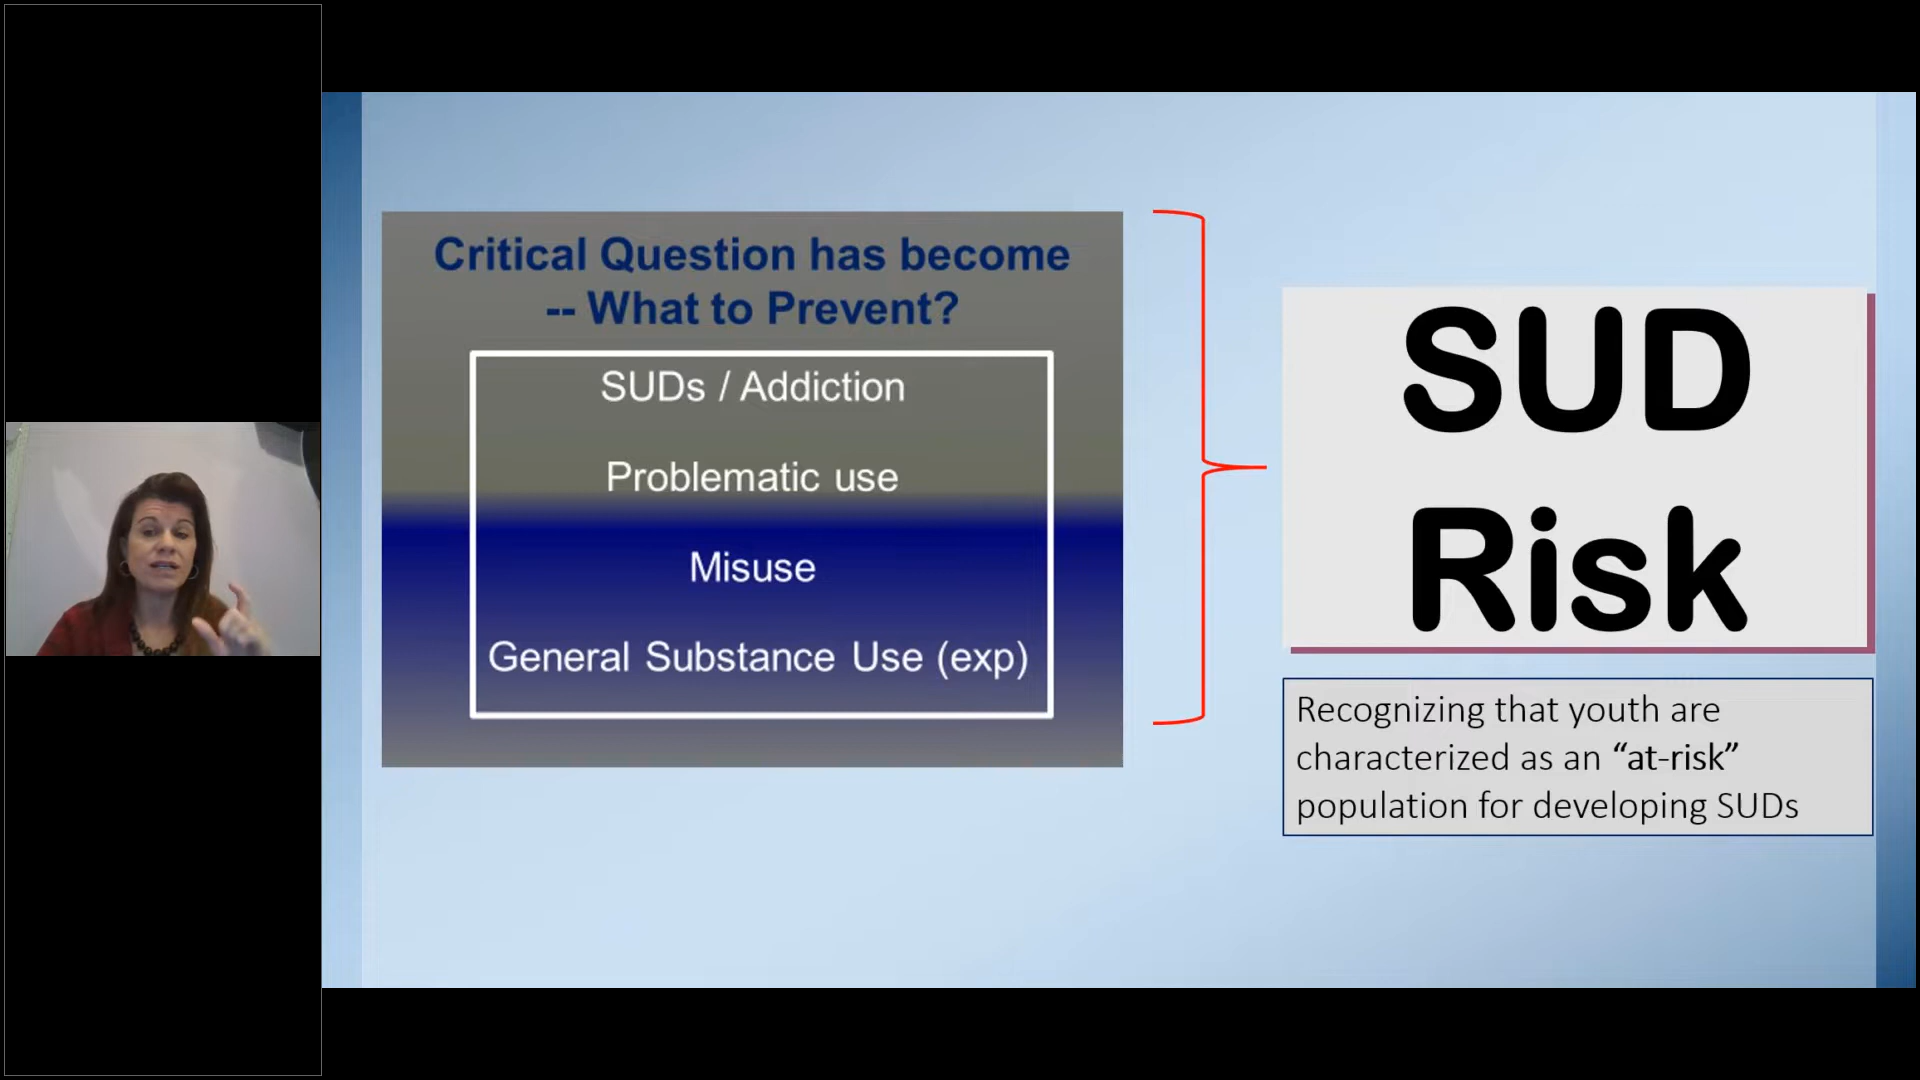 Critical Question has become
-- What to Prevent?
SUDs / Addiction
Problematic use
Misuse
General Substance Use (exp)
SUD
Risk
Recognizing that youth are
characterized as an “at-risk”
population for developing SUDs